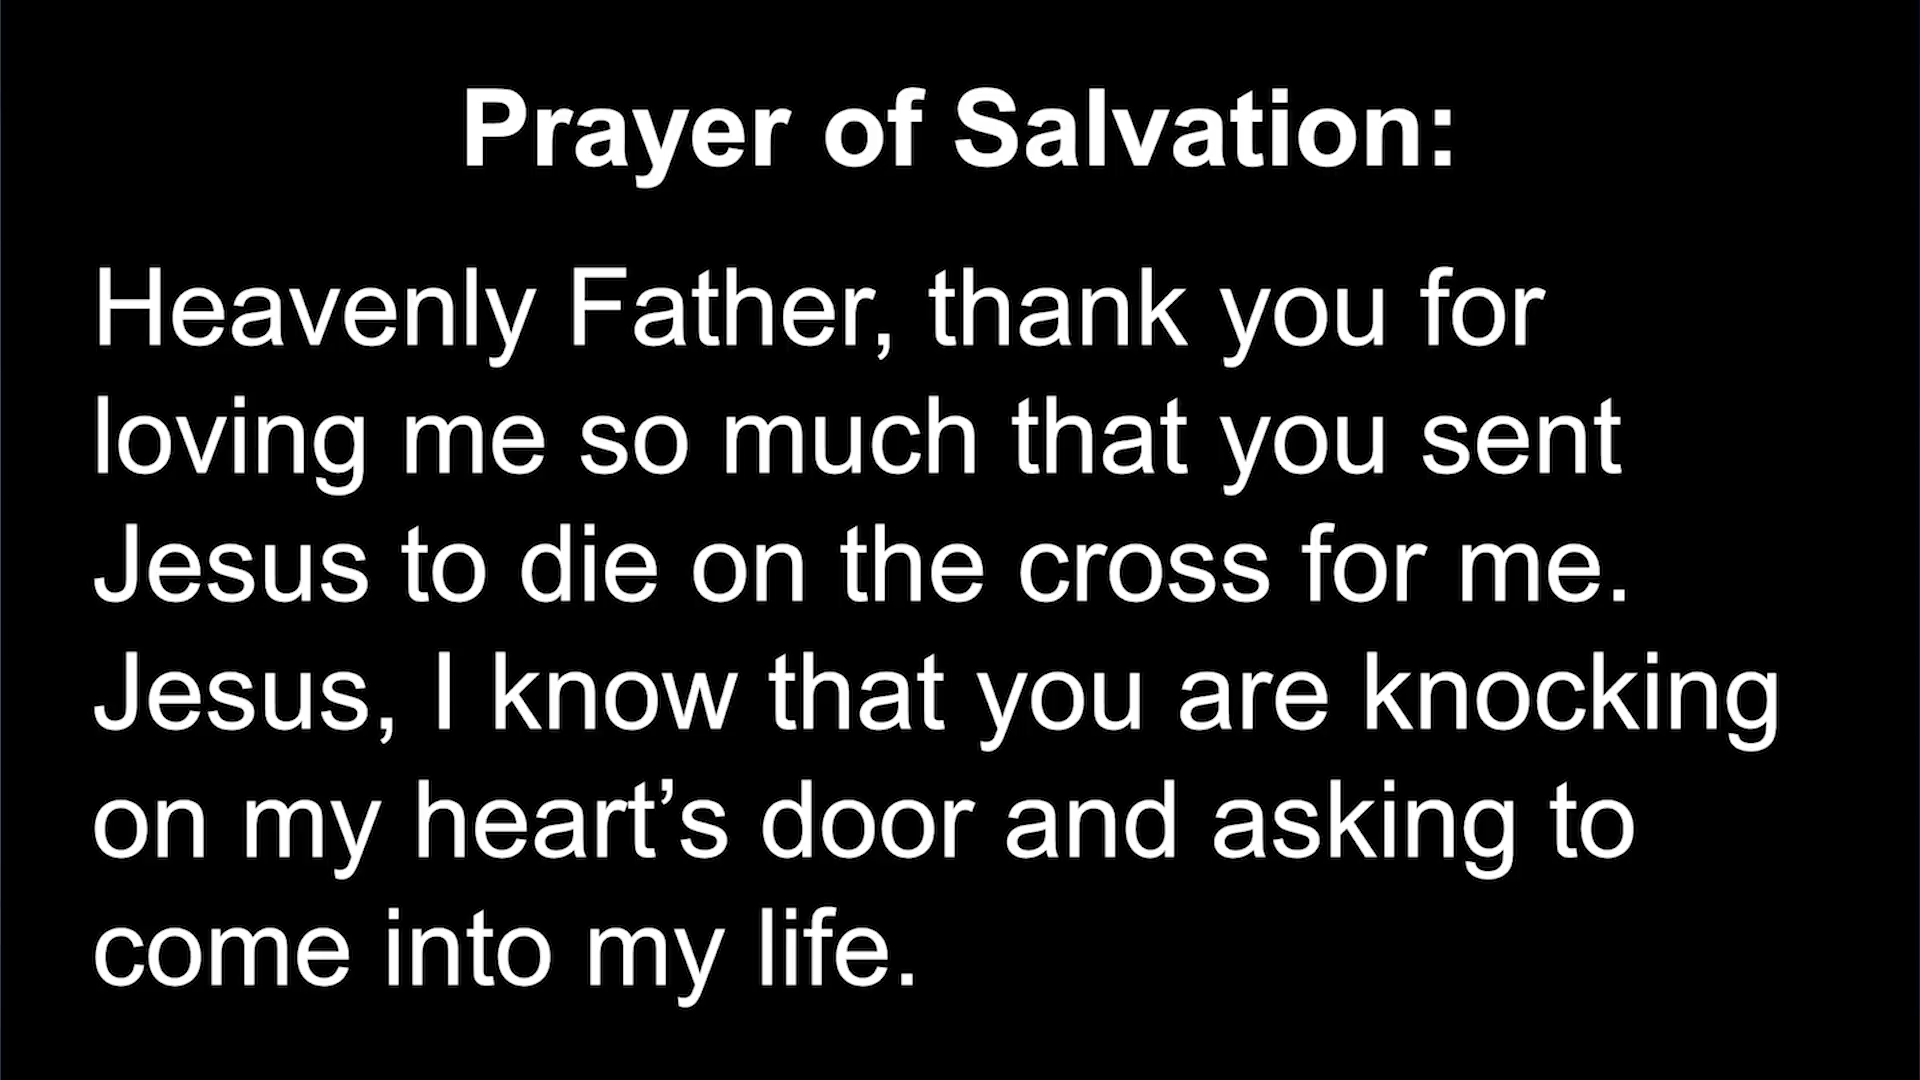 Prayer of Salvation:
Heavenly Father, thank you for
loving me so much that you sent
Jesus to die on the cross for me.
Jesus, I know that you are knocking
on my heart’s door and asking to
come into my life.